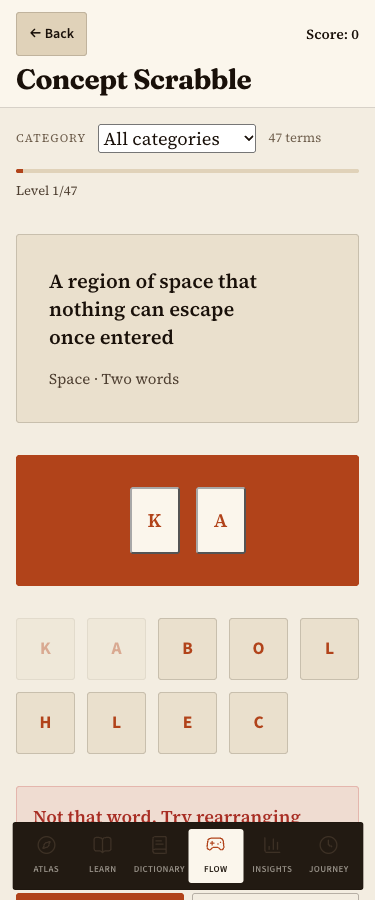 ← Back
Score: 0
Concept Scrabble
CATEGORY All categories 47 terms
Level 1/47
A region of space that
nothing can escape
once entered
Space · Two words
K A
K A B O L
H L E C
Not that word. Try rearranging
ATLAS LEARN DICTIONARY FLOW INSIGHTS JOURNEY